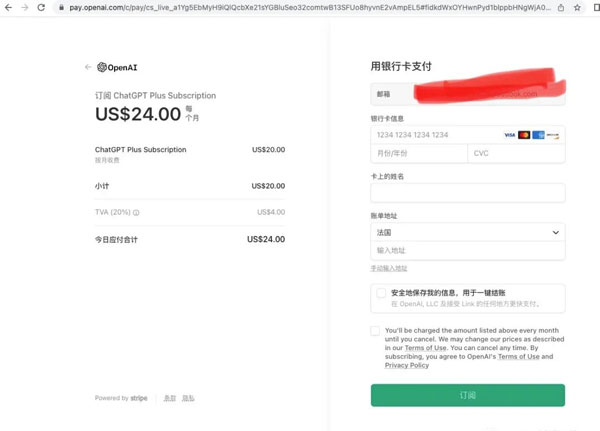 pay.openai.com/c/pay/cs_live_a1Yg5EbMyH9iQIQcbXe21sYGBluSeo32comtwB13SFUo8hyvnE2vAmpEL5#fidkdWxOYHwnPyd1blppbHNgWjA0...
OpenAI
订阅 ChatGPT Plus Subscription
US$24.00 每个月
ChatGPT Plus Subscription US$20.00
按月收费
小计 US$20.00
TVA (20%) US$4.00
今日应付合计 US$24.00
Powered by stripe 条款 隐私
用银行卡支付
邮箱
银行卡信息
1234 1234 1234 1234 VISA
月份/年份 CVC
卡上的姓名
账单地址
法国
输入地址
手动输入地址
安全地保存我的信息，用于一键结账
在 OpenAI, LLC 及接受 Link 的任何地方更快支付。
You'll be charged the amount listed above every month
until you cancel. We may change our prices as described
in our Terms of Use. You can cancel any time. By
subscribing, you agree to OpenAI's Terms of Use and
Privacy Policy
订阅